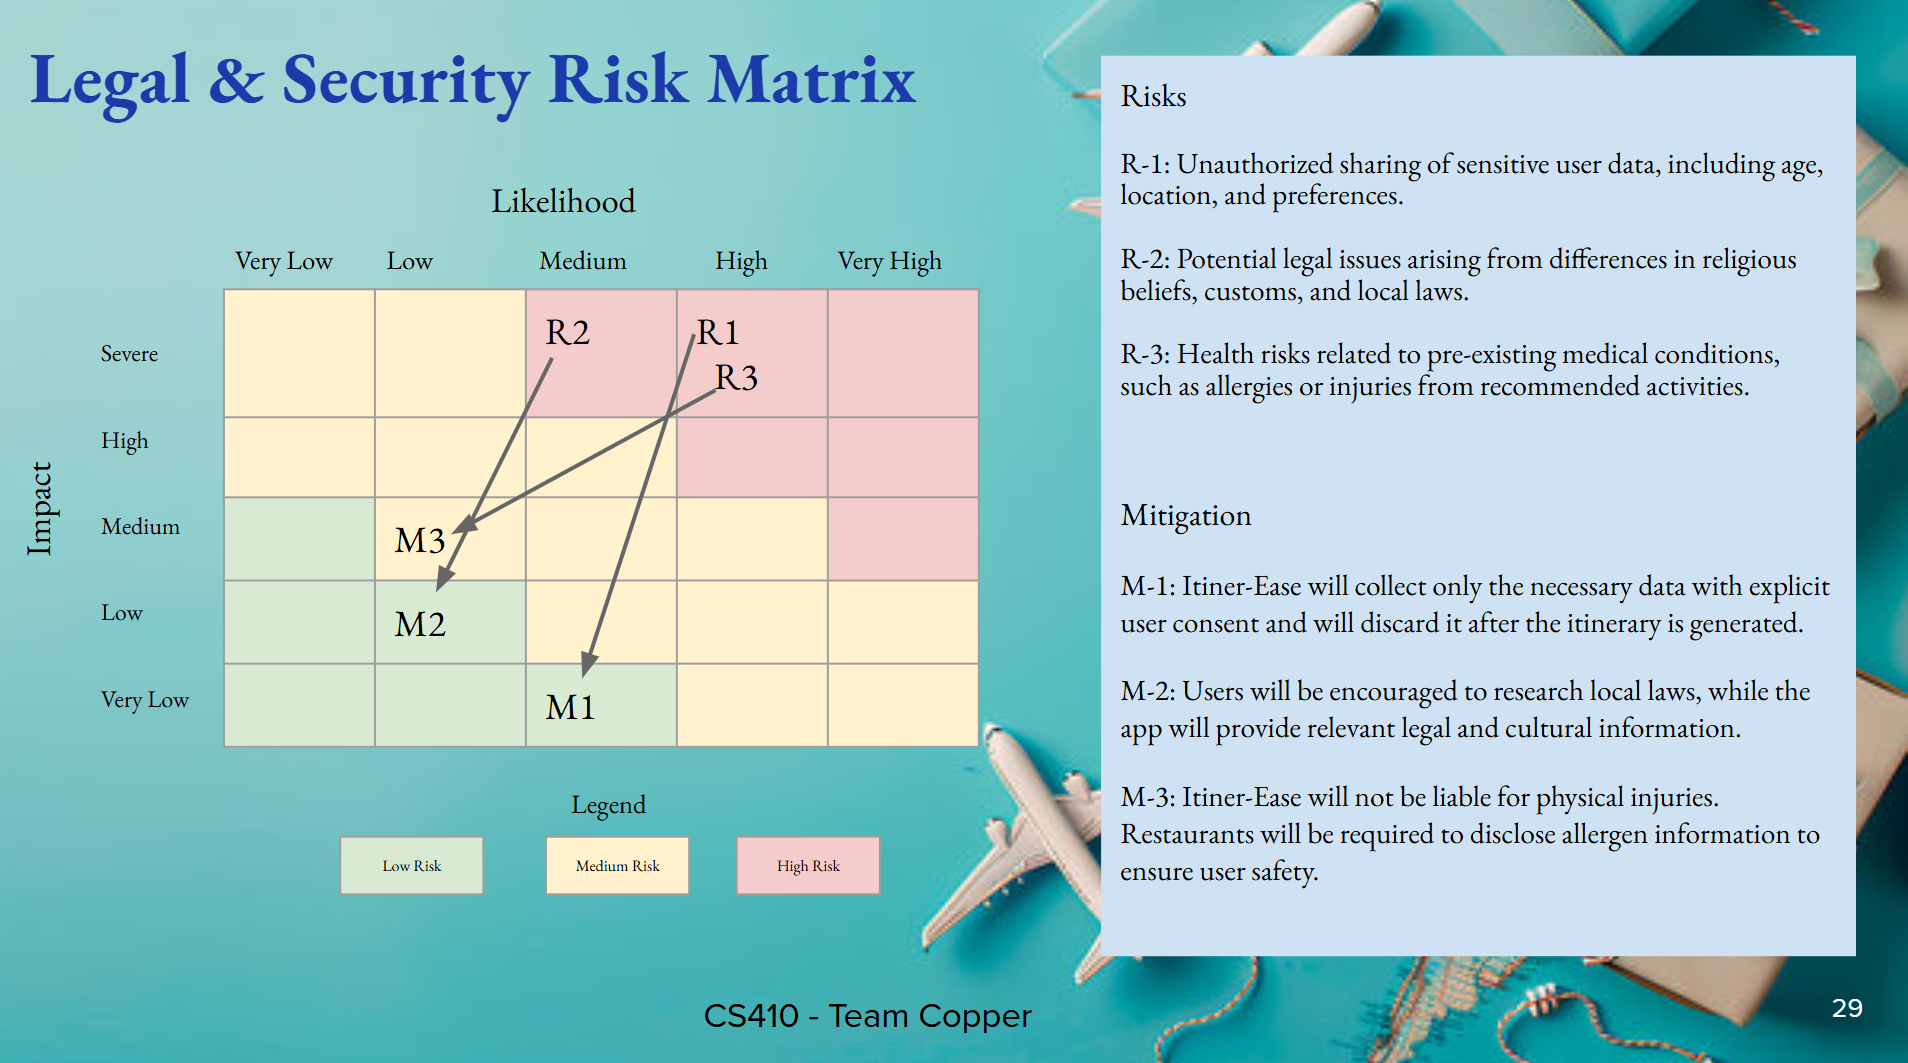 Legal & Security Risk Matrix
Likelihood
Very Low Low Medium High Very High
Impact
Severe
R2 R1
R3
High
Medium
M3
Low
M2
Very Low
M1
Legend
Low Risk Medium Risk High Risk
Risks
R-1: Unauthorized sharing of sensitive user data, including age,
location, and preferences.
R-2: Potential legal issues arising from differences in religious
beliefs, customs, and local laws.
R-3: Health risks related to pre-existing medical conditions,
such as allergies or injuries from recommended activities.
Mitigation
M-1: Itiner-Ease will collect only the necessary data with explicit
user consent and will discard it after the itinerary is generated.
M-2: Users will be encouraged to research local laws, while the
app will provide relevant legal and cultural information.
M-3: Itiner-Ease will not be liable for physical injuries.
Restaurants will be required to disclose allergen information to
ensure user safety.
CS410 - Team Copper
29